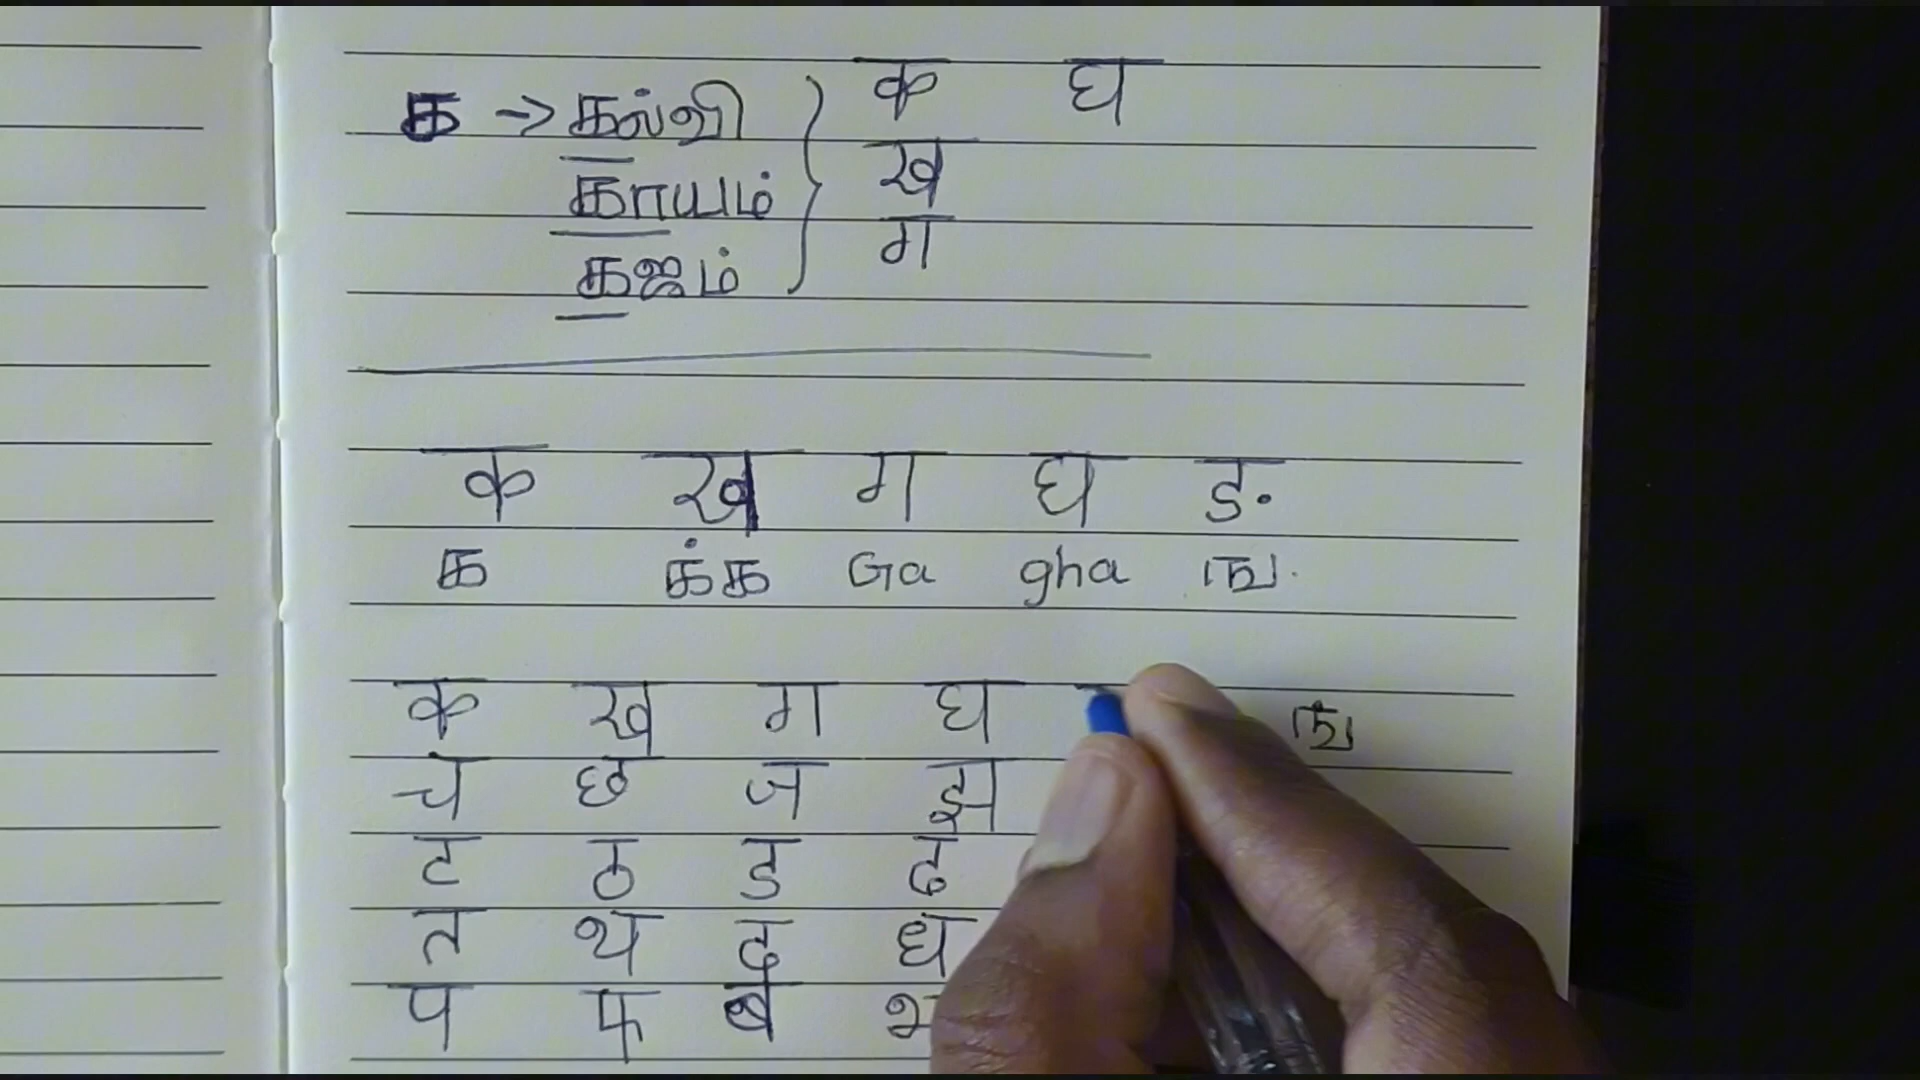 க -> கல்வி } क घ
காயம் ख
கஜம் ग
क ख ग घ ङ
க க்க Ga gha ங.
क ख ग घ ங
च छ ज झ
ट ठ ड ढ
त थ द ध
प फ ब भ